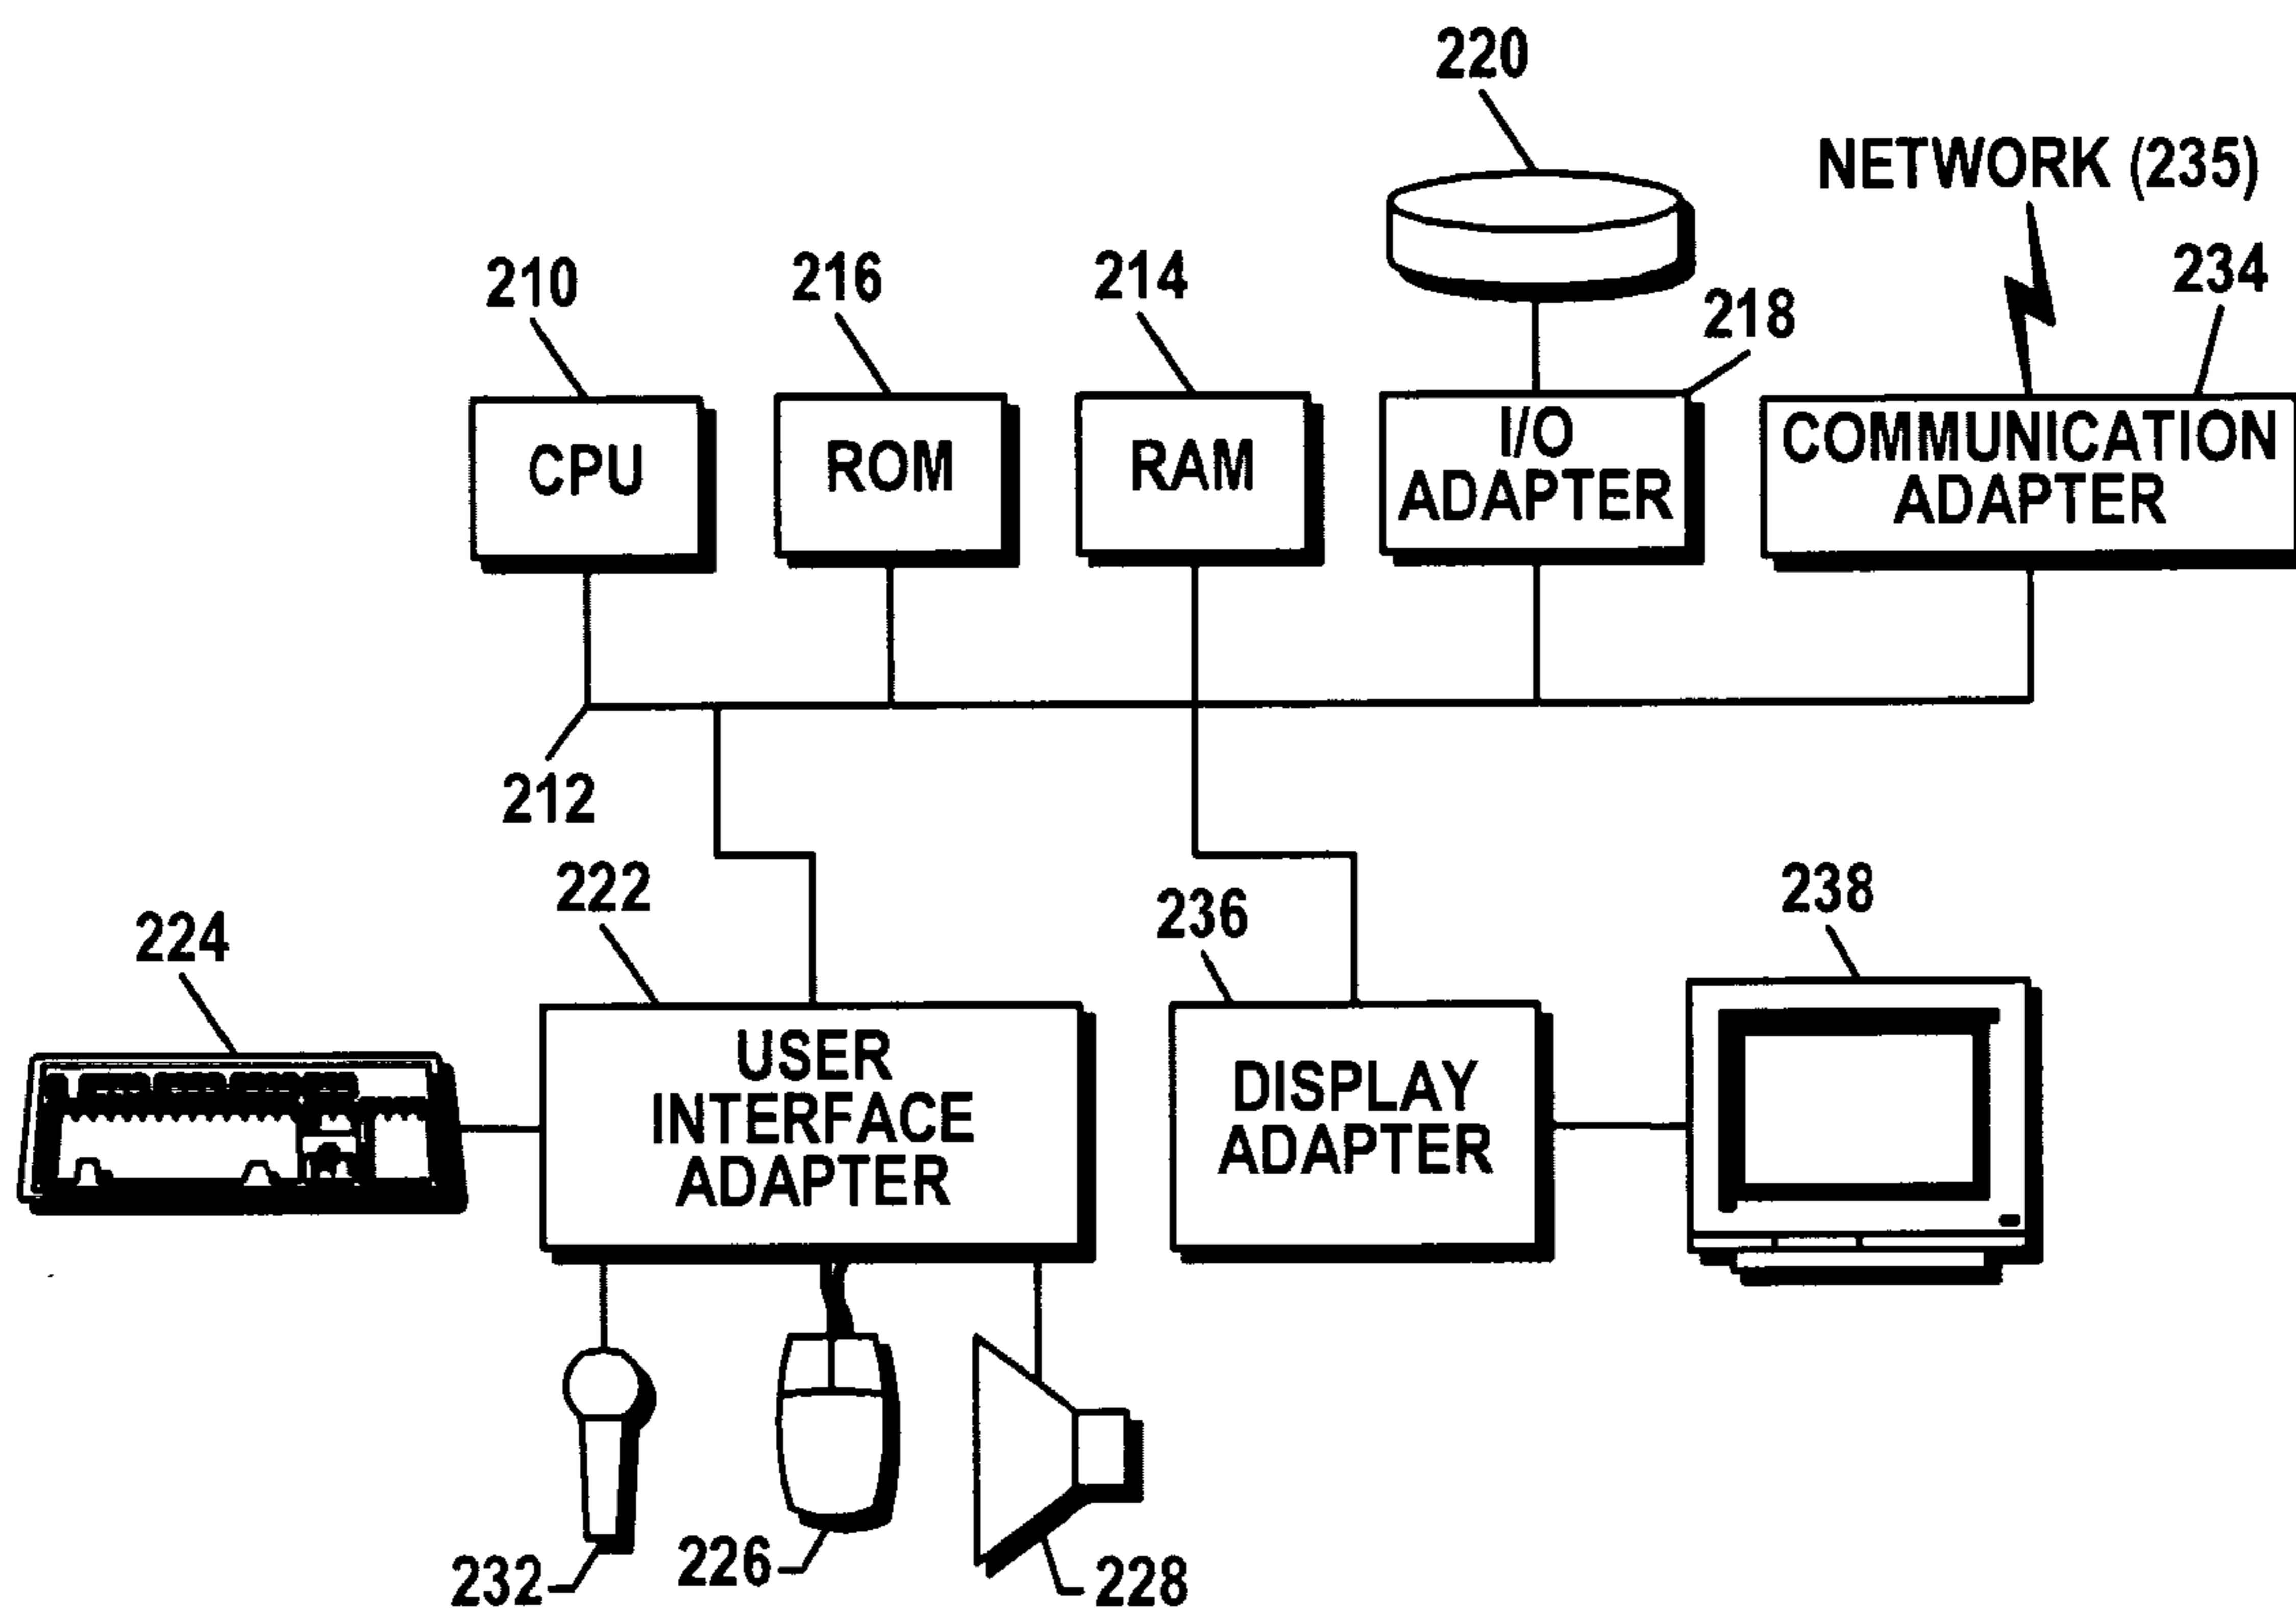 220
NETWORK (235)
210
216
214
218
234
CPU
ROM
RAM
I/O
ADAPTER
COMMUNICATION
ADAPTER
212
222
236
238
224
USER
INTERFACE
ADAPTER
DISPLAY
ADAPTER
232
226
228